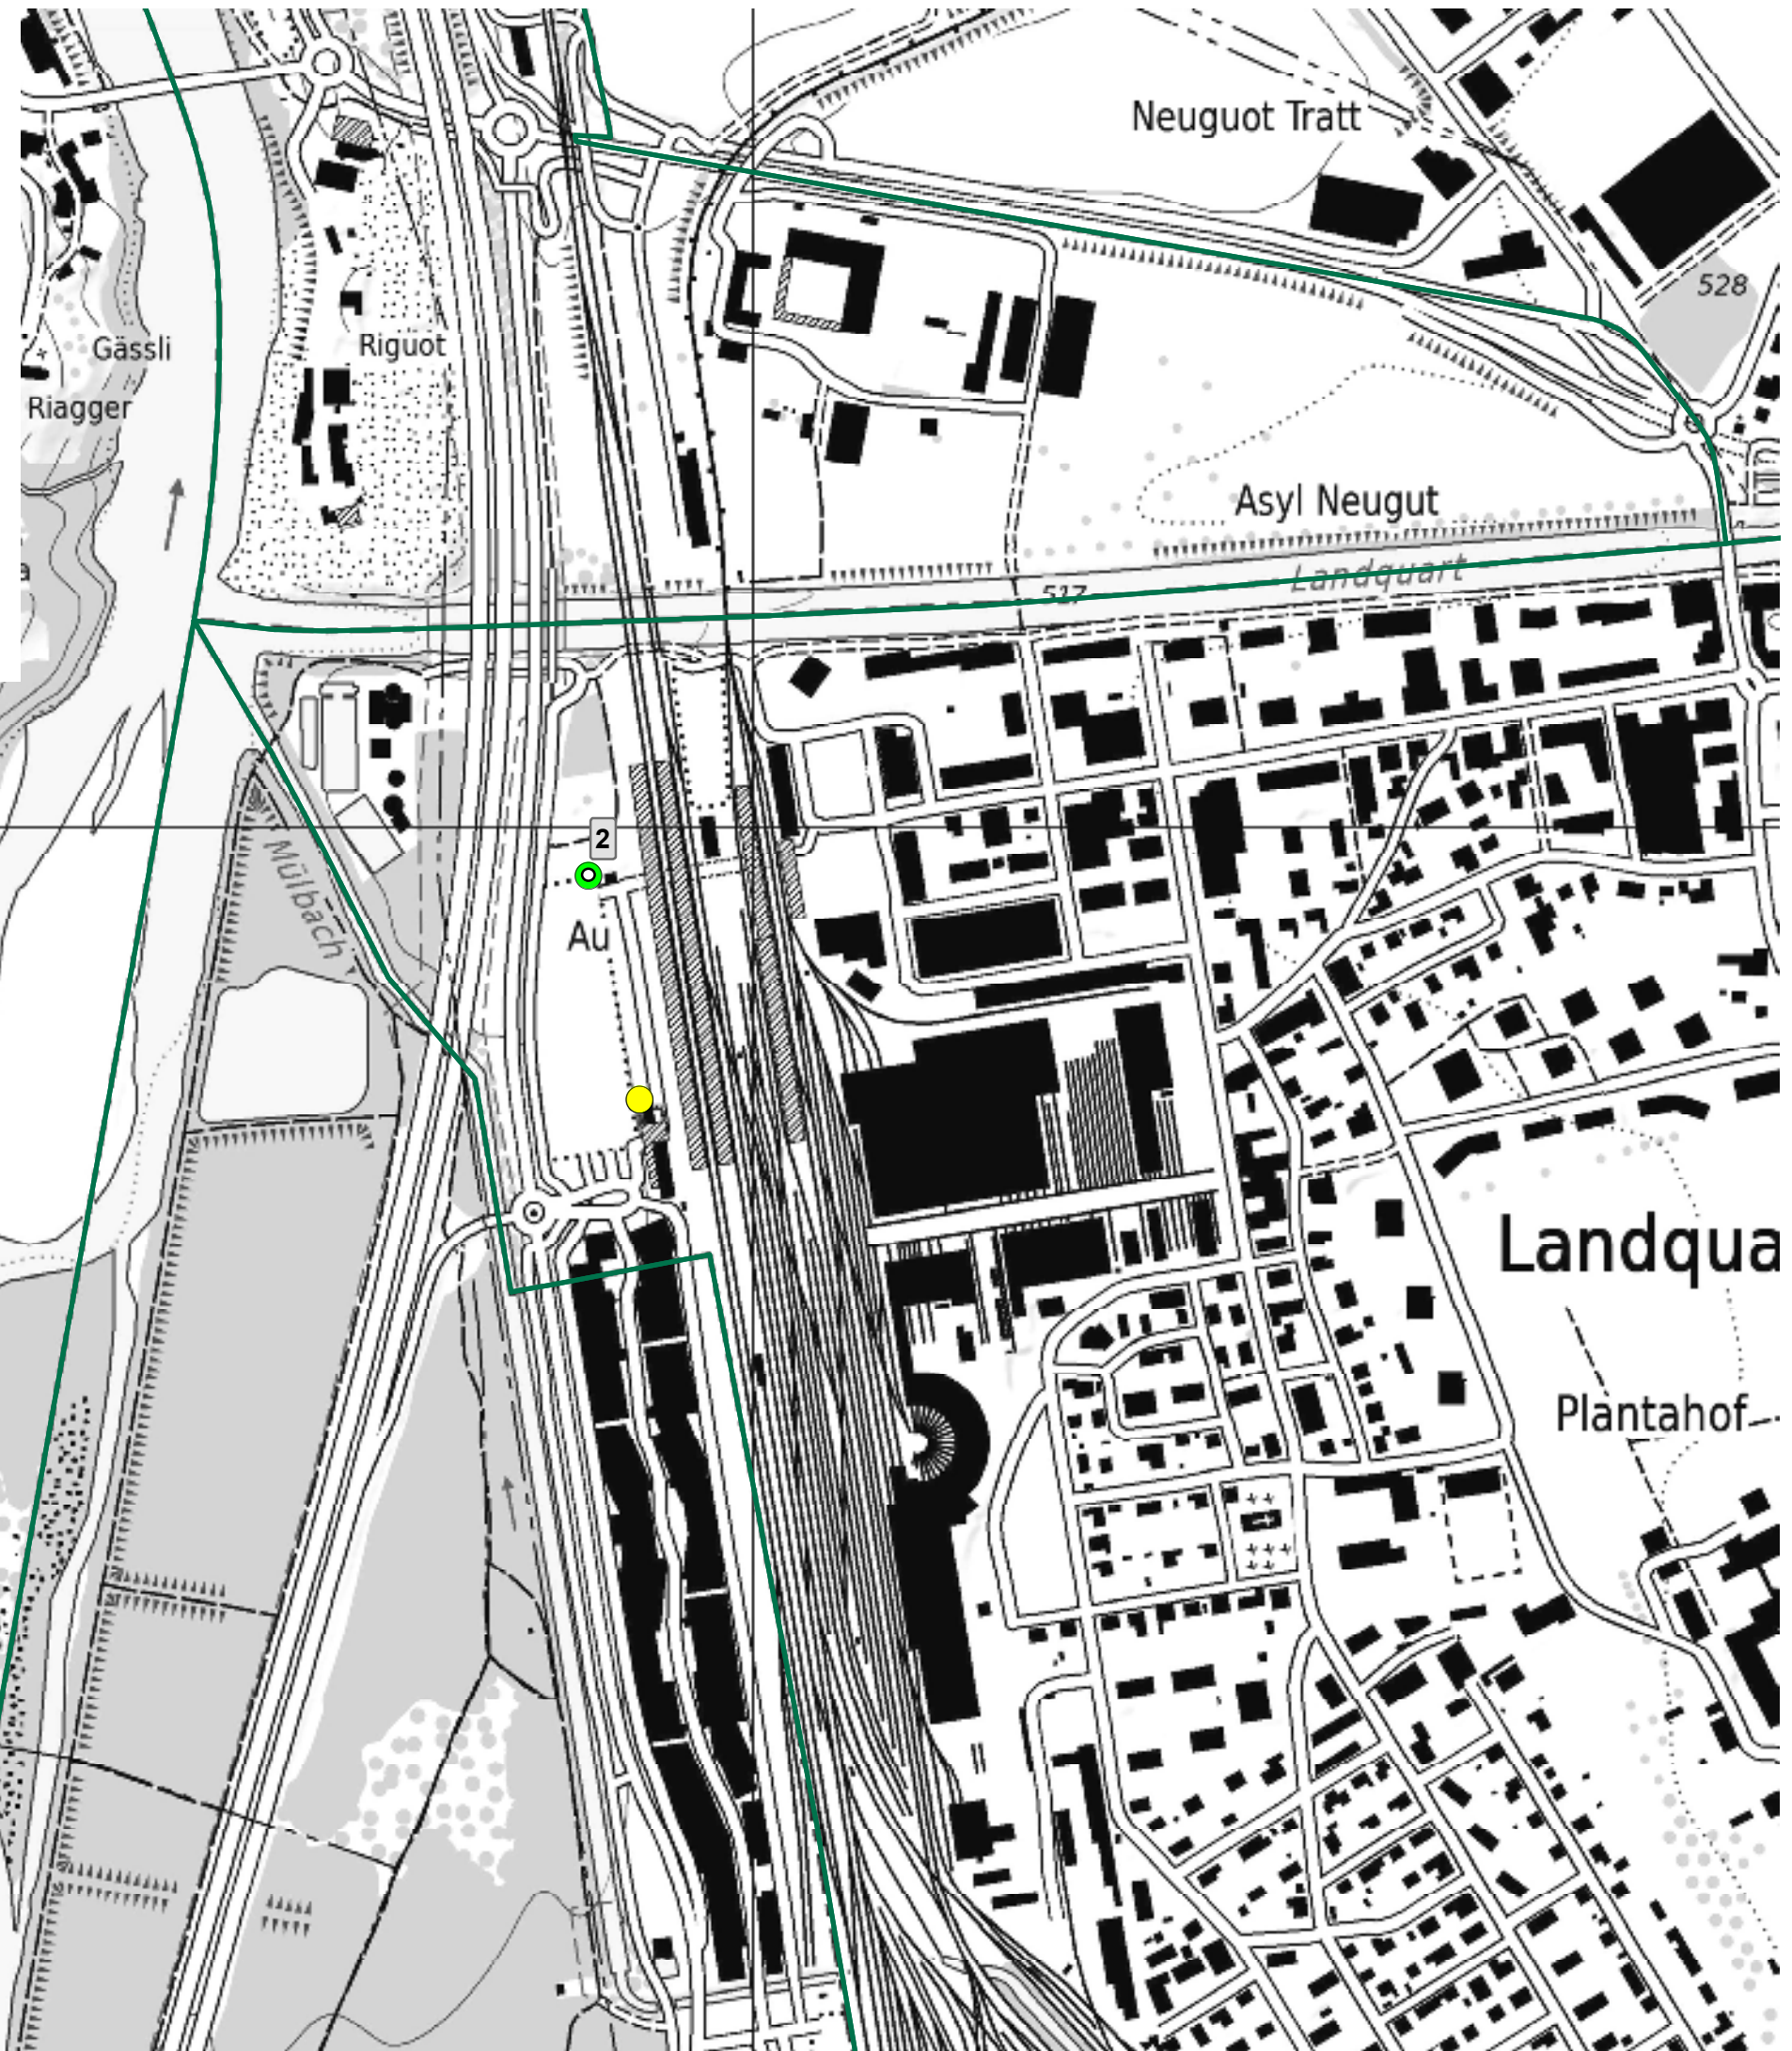 Neuguot Tratt
528
Gässli
Riguot
Riagger
Asyl Neugut
Landquart
517
2
Mülbach
Au
Landqua
Plantahof